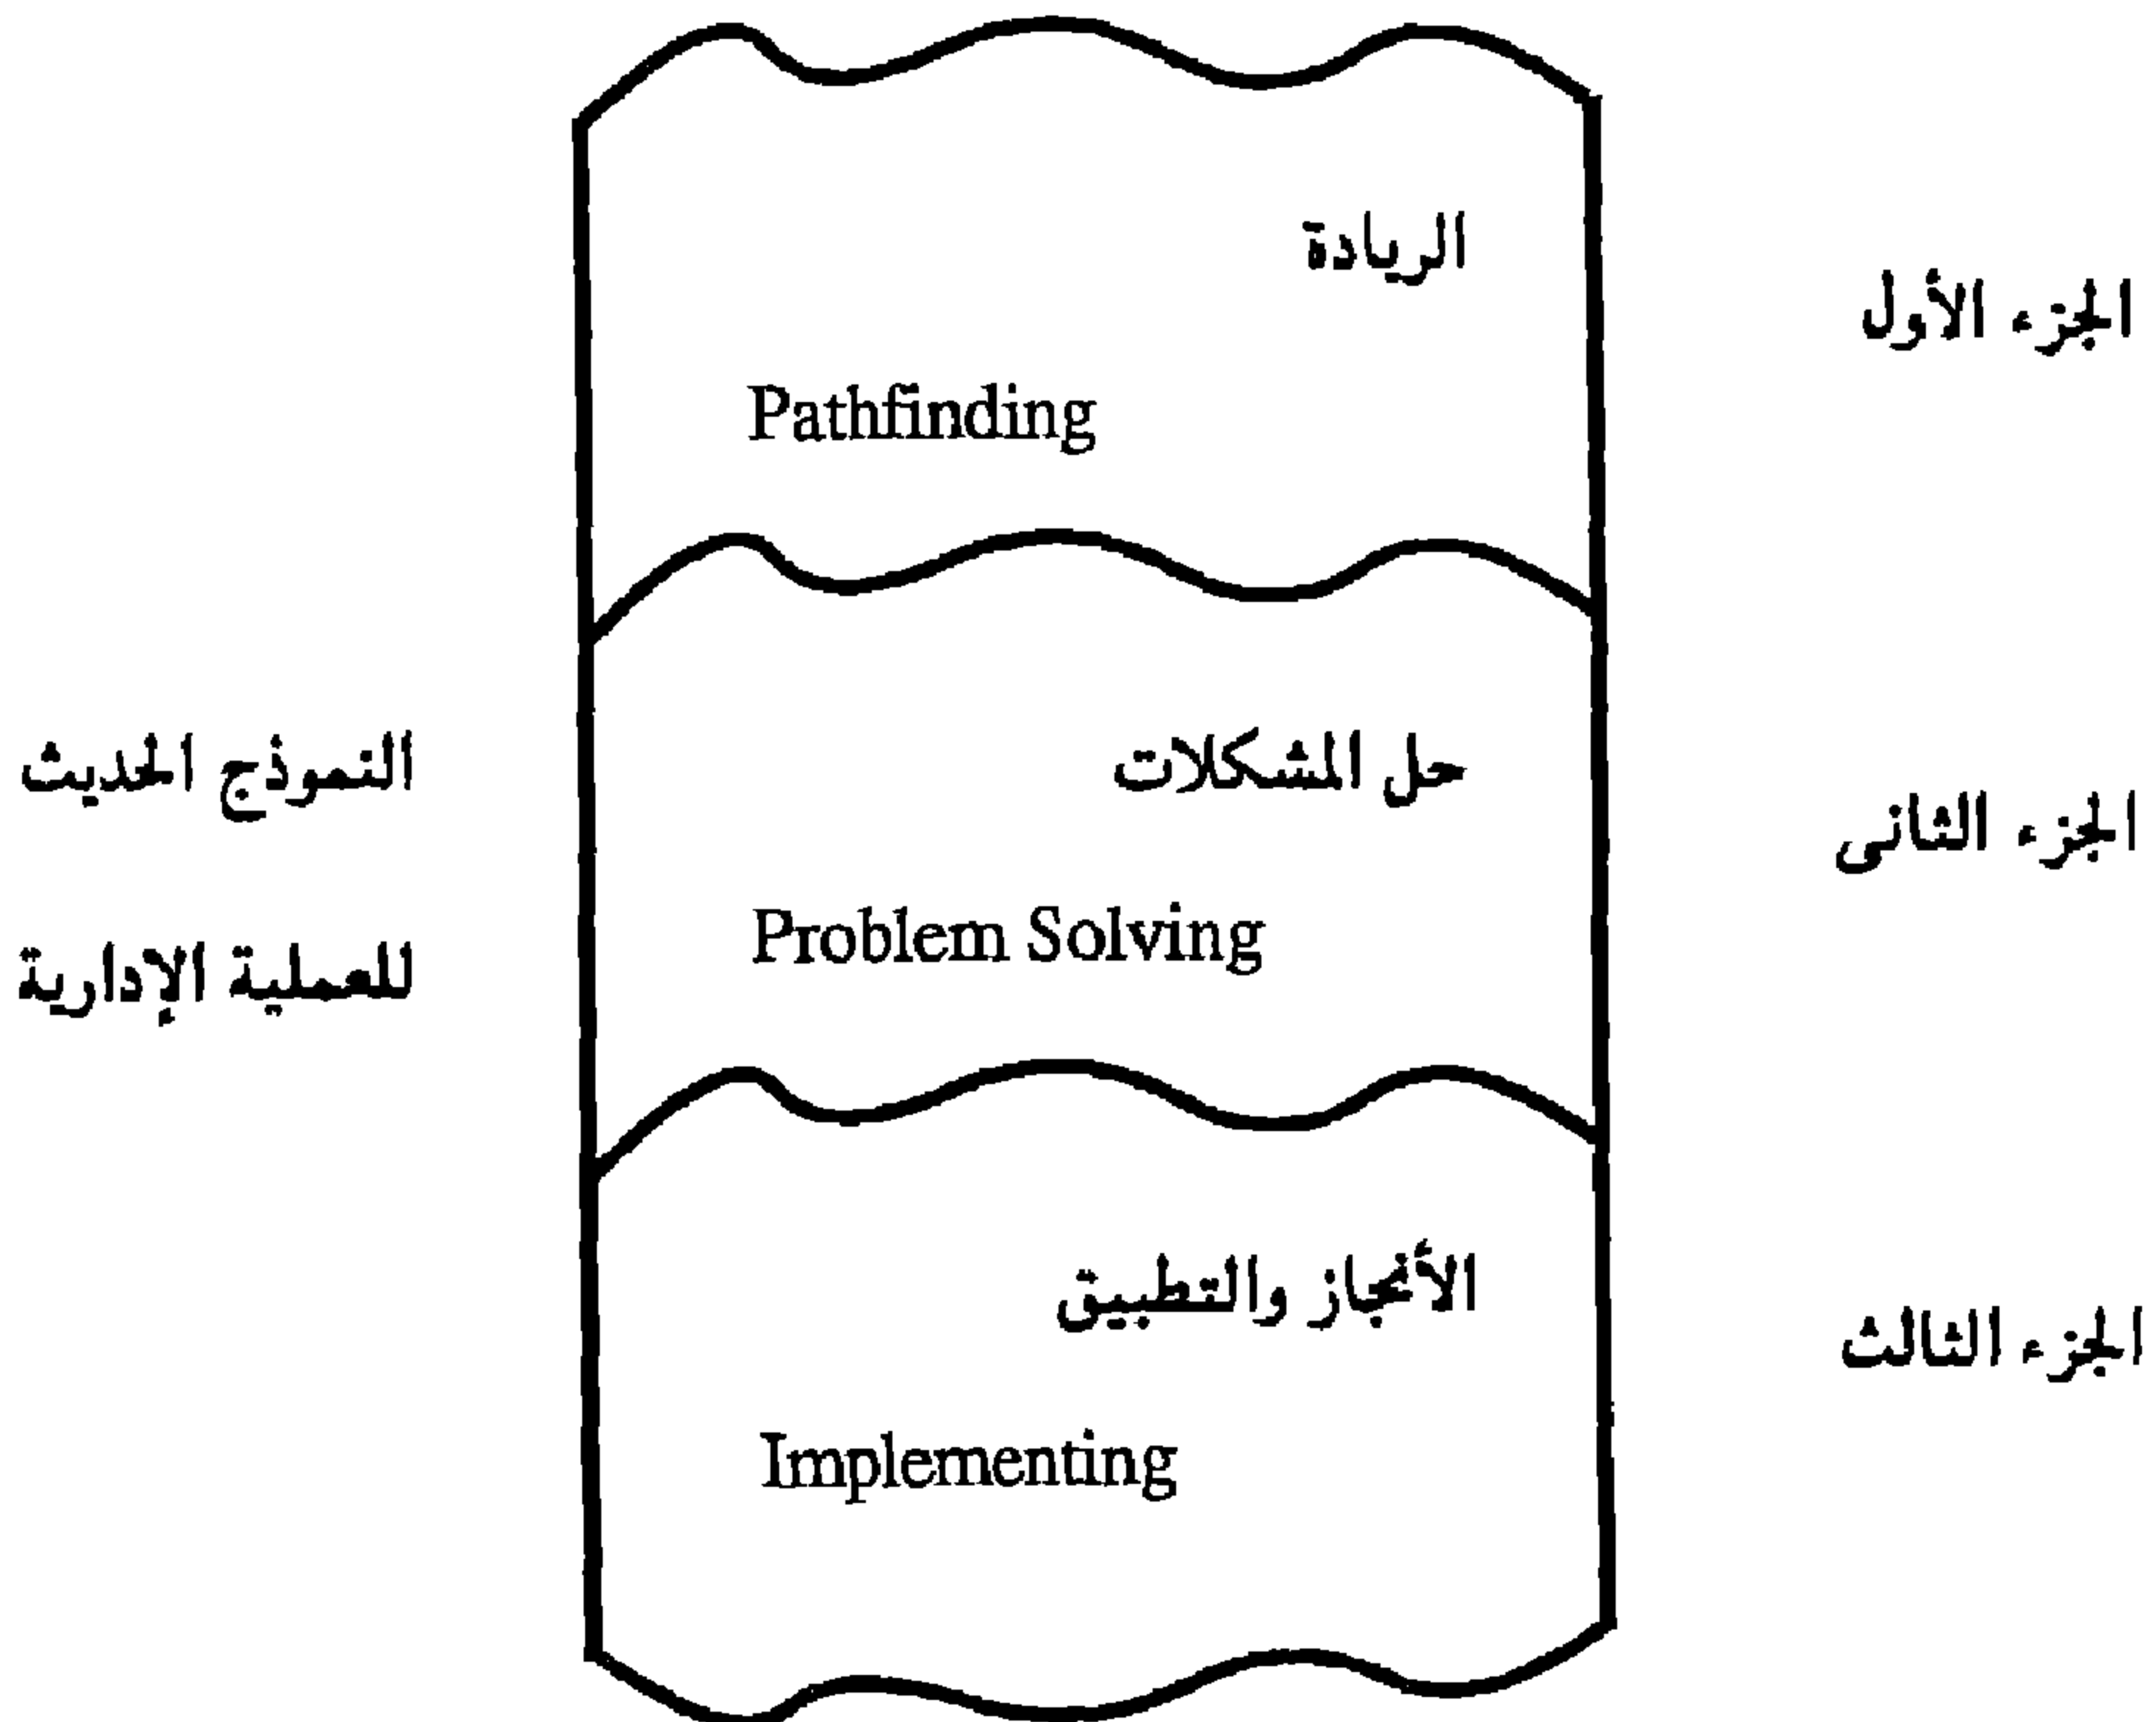 الريادة
الجزء الأول
Pathfinding
النموذج الحديث
حل المشكلات
الجزء الثانى
Problem Solving
للعملية الإدارية
الأنجاز والتطبيق
الجزء الثالث
Implementing